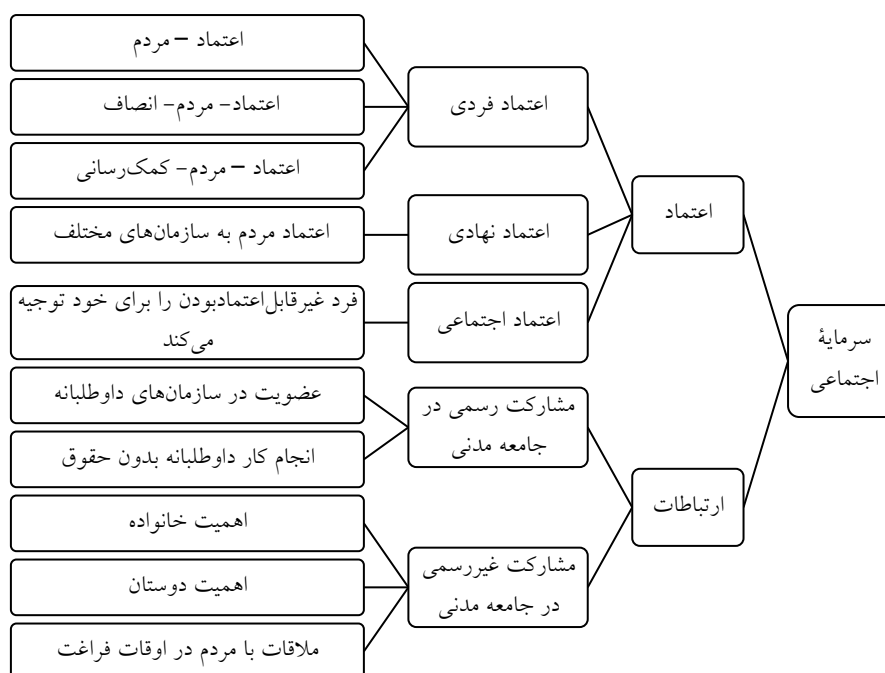 سرمایۀ
اجتماعی
اعتماد
اعتماد فردی
اعتماد – مردم
اعتماد- مردم- انصاف
اعتماد – مردم- کمک‌رسانی
اعتماد نهادی
اعتماد مردم به سازمان‌های مختلف
اعتماد اجتماعی
فرد غیرقابل‌اعتمادبودن را برای خود توجیه
می‌کند
ارتباطات
مشارکت رسمی در
جامعه مدنی
عضویت در سازمان‌های داوطلبانه
انجام کار داوطلبانه بدون حقوق
مشارکت غیررسمی
در جامعه مدنی
اهمیت خانواده
اهمیت دوستان
ملاقات با مردم در اوقات فراغت